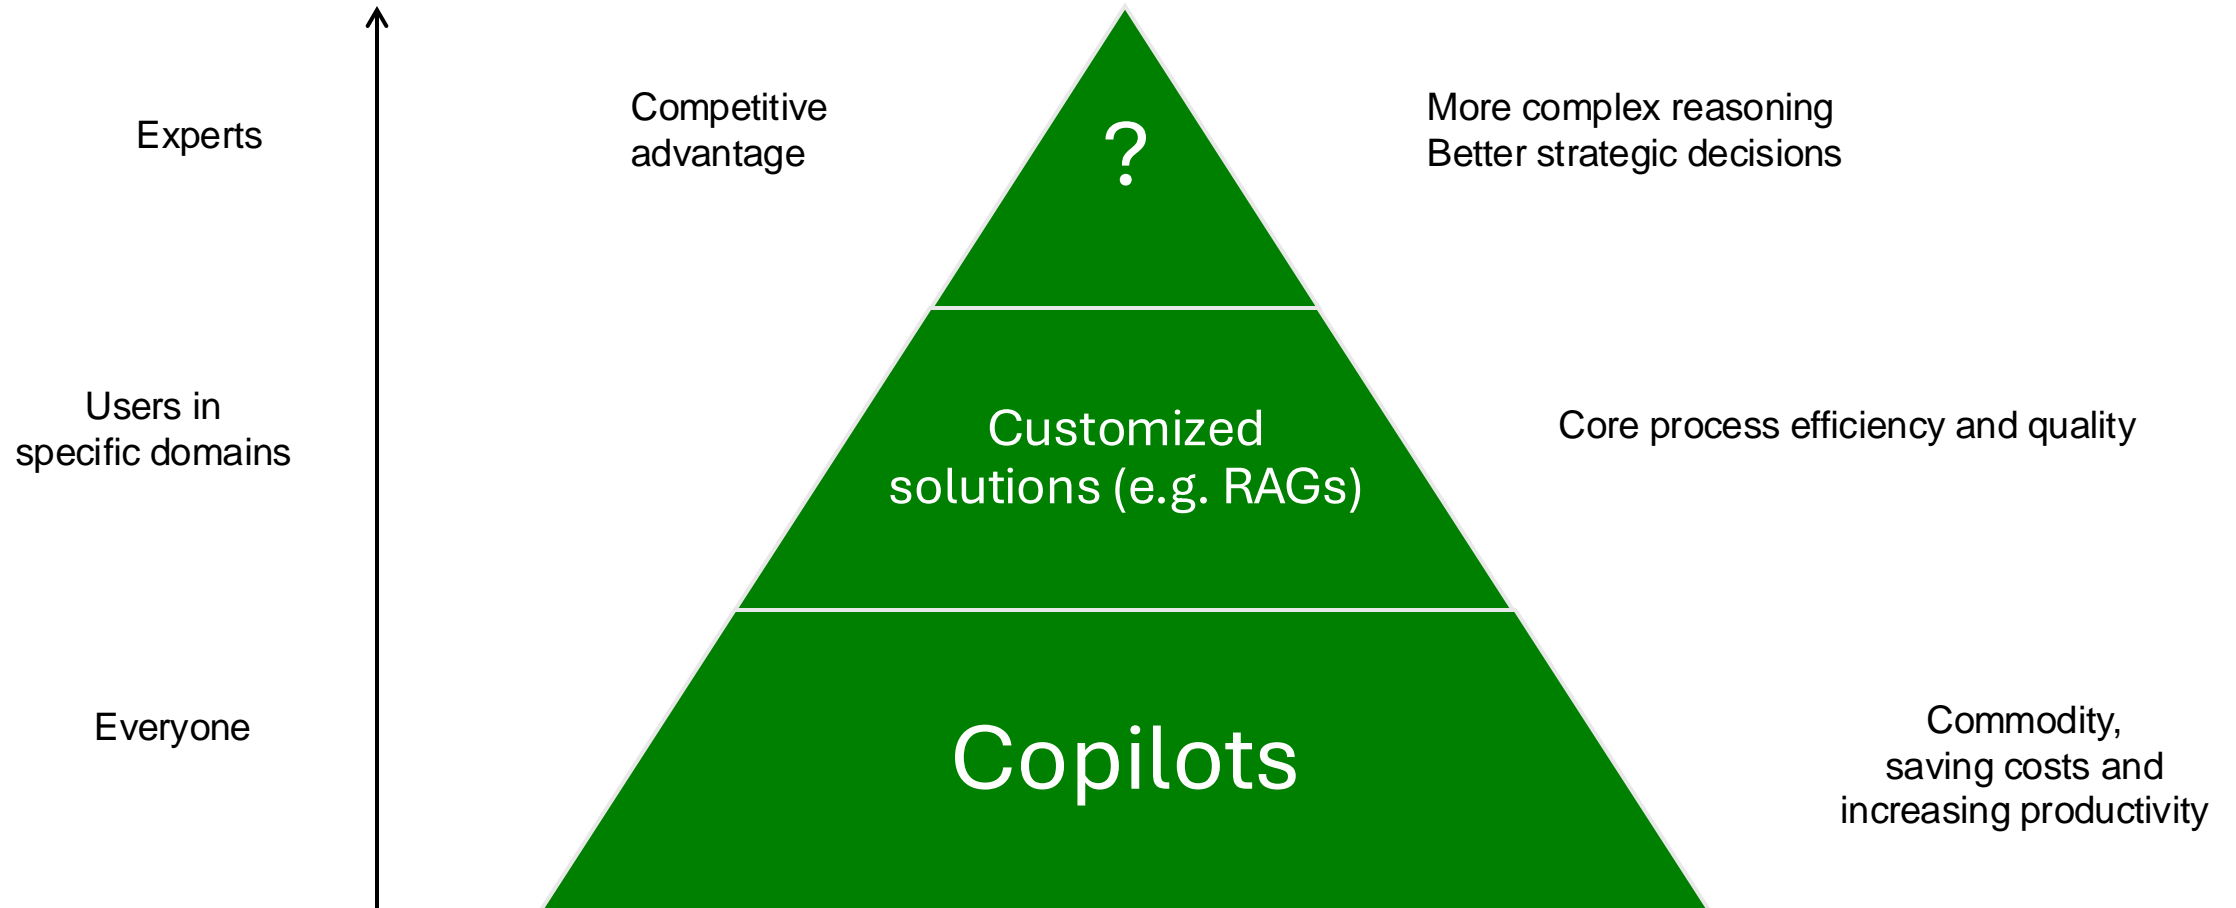 Experts
Competitive
advantage
?
More complex reasoning
Better strategic decisions
Users in
specific domains
Customized
solutions (e.g. RAGs)
Core process efficiency and quality
Everyone
Copilots
Commodity,
saving costs and
increasing productivity